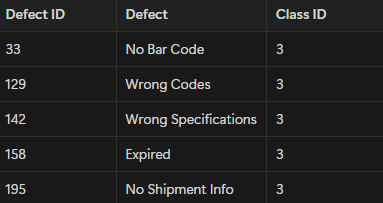 Defect ID Defect Class ID
33 No Bar Code 3
129 Wrong Codes 3
142 Wrong Specifications 3
158 Expired 3
195 No Shipment Info 3